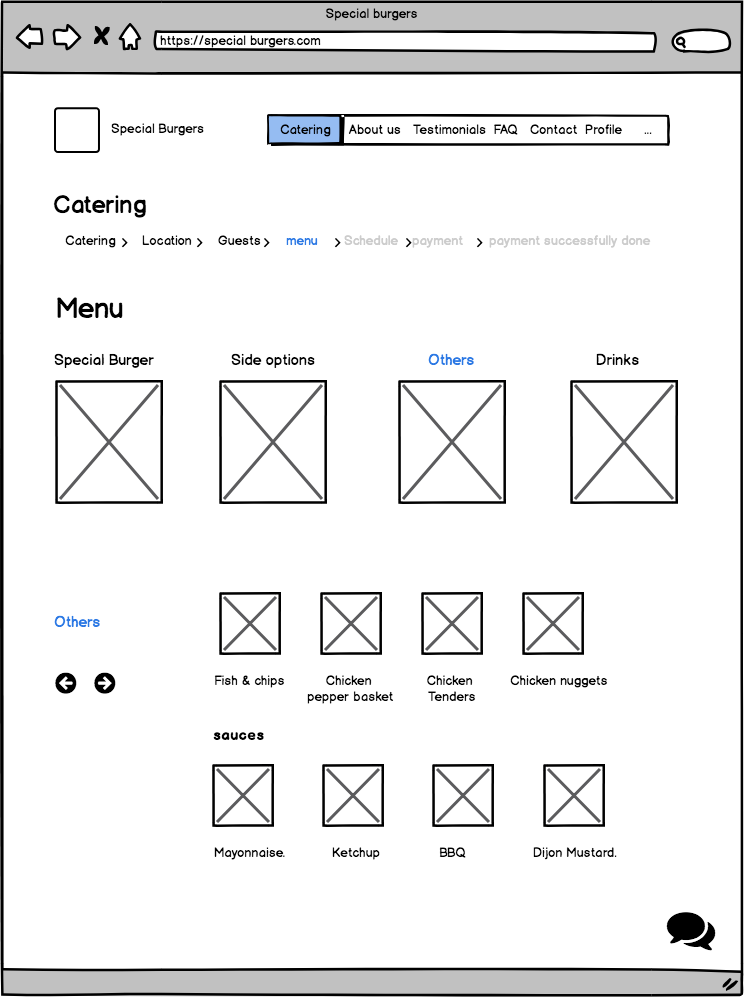 Special burgers
https://special burgers.com
Special Burgers
Catering About us Testimonials FAQ Contact Profile ...
Catering
Catering Location Guests menu Schedule payment payment successfully done
Menu
Special Burger Side options Others Drinks
Others
Fish & chips Chicken Chicken Chicken nuggets
pepper basket Tenders
sauces
Mayonnaise. Ketchup BBQ Dijon Mustard.